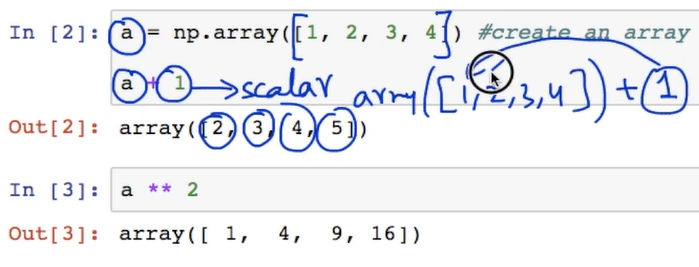 In [2]: a = np.array([1, 2, 3, 4]) #create an array
a + 1 → scalar array([1,2,3,4]) + 1
Out[2]: array([2, 3, 4, 5])
In [3]: a ** 2
Out[3]: array([ 1, 4, 9, 16])